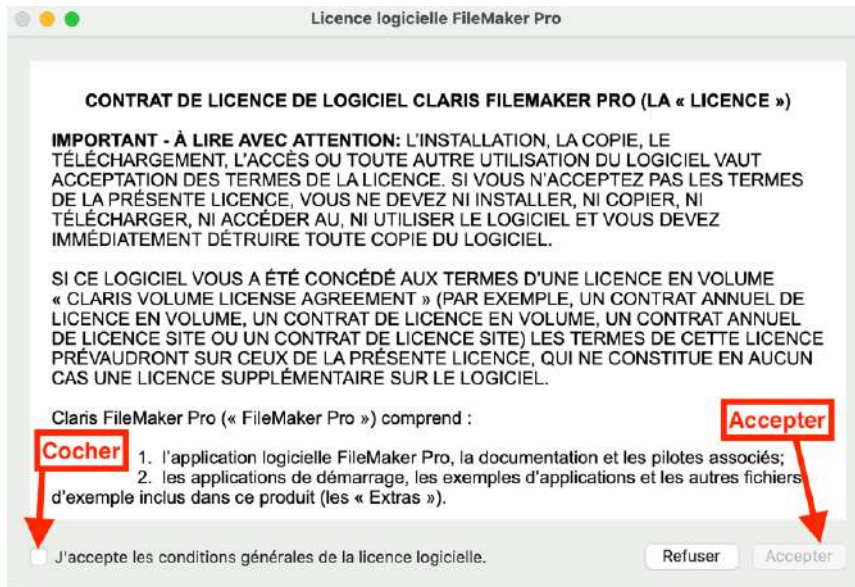 Licence logicielle FileMaker Pro
CONTRAT DE LICENCE DE LOGICIEL CLARIS FILEMAKER PRO (LA « LICENCE »)
IMPORTANT - À LIRE AVEC ATTENTION: L'INSTALLATION, LA COPIE, LE
TÉLÉCHARGEMENT, L'ACCÈS OU TOUTE AUTRE UTILISATION DU LOGICIEL VAUT
ACCEPTATION DES TERMES DE LA LICENCE. SI VOUS N'ACCEPTEZ PAS LES TERMES
DE LA PRÉSENTE LICENCE, VOUS NE DEVEZ NI INSTALLER, NI COPIER, NI
TÉLÉCHARGER, NI ACCÉDER AU, NI UTILISER LE LOGICIEL ET VOUS DEVEZ
IMMÉDIATEMENT DÉTRUIRE TOUTE COPIE DU LOGICIEL.
SI CE LOGICIEL VOUS A ÉTÉ CONCÉDÉ AUX TERMES D'UNE LICENCE EN VOLUME
« CLARIS VOLUME LICENSE AGREEMENT » (PAR EXEMPLE, UN CONTRAT ANNUEL DE
LICENCE EN VOLUME, UN CONTRAT DE LICENCE EN VOLUME, UN CONTRAT ANNUEL
DE LICENCE SITE OU UN CONTRAT DE LICENCE SITE) LES TERMES DE CETTE LICENCE
PRÉVAUDRONT SUR CEUX DE LA PRÉSENTE LICENCE, QUI NE CONSTITUE EN AUCUN
CAS UNE LICENCE SUPPLÉMENTAIRE SUR LE LOGICIEL.
Claris FileMaker Pro (« FileMaker Pro ») comprend :
Accepter
Cocher
1. l'application logicielle FileMaker Pro, la documentation et les pilotes associés;
2. les applications de démarrage, les exemples d'applications et les autres fichiers
d'exemple inclus dans ce produit (les « Extras »).
J'accepte les conditions générales de la licence logicielle.
Refuser
Accepter